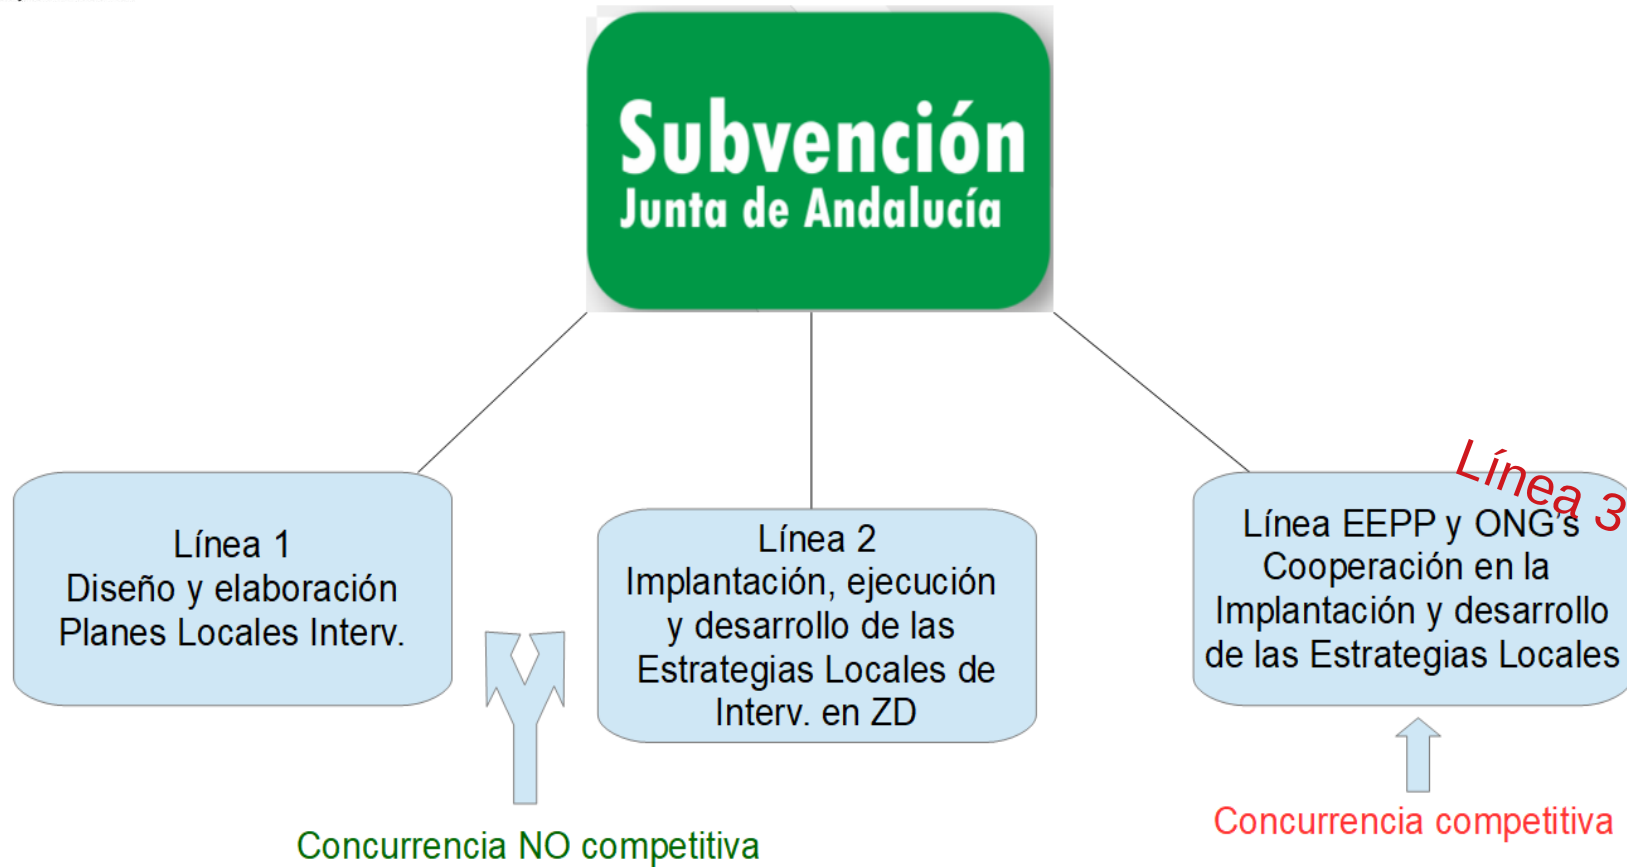 Subvención
Junta de Andalucía
Línea 1
Diseño y elaboración
Planes Locales Interv.
Línea 2
Implantación, ejecución
y desarrollo de las
Estrategias Locales de
Interv. en ZD
Línea 3
Línea EEPP y ONG's
Cooperación en la
Implantación y desarrollo
de las Estrategias Locales
Concurrencia NO competitiva
Concurrencia competitiva